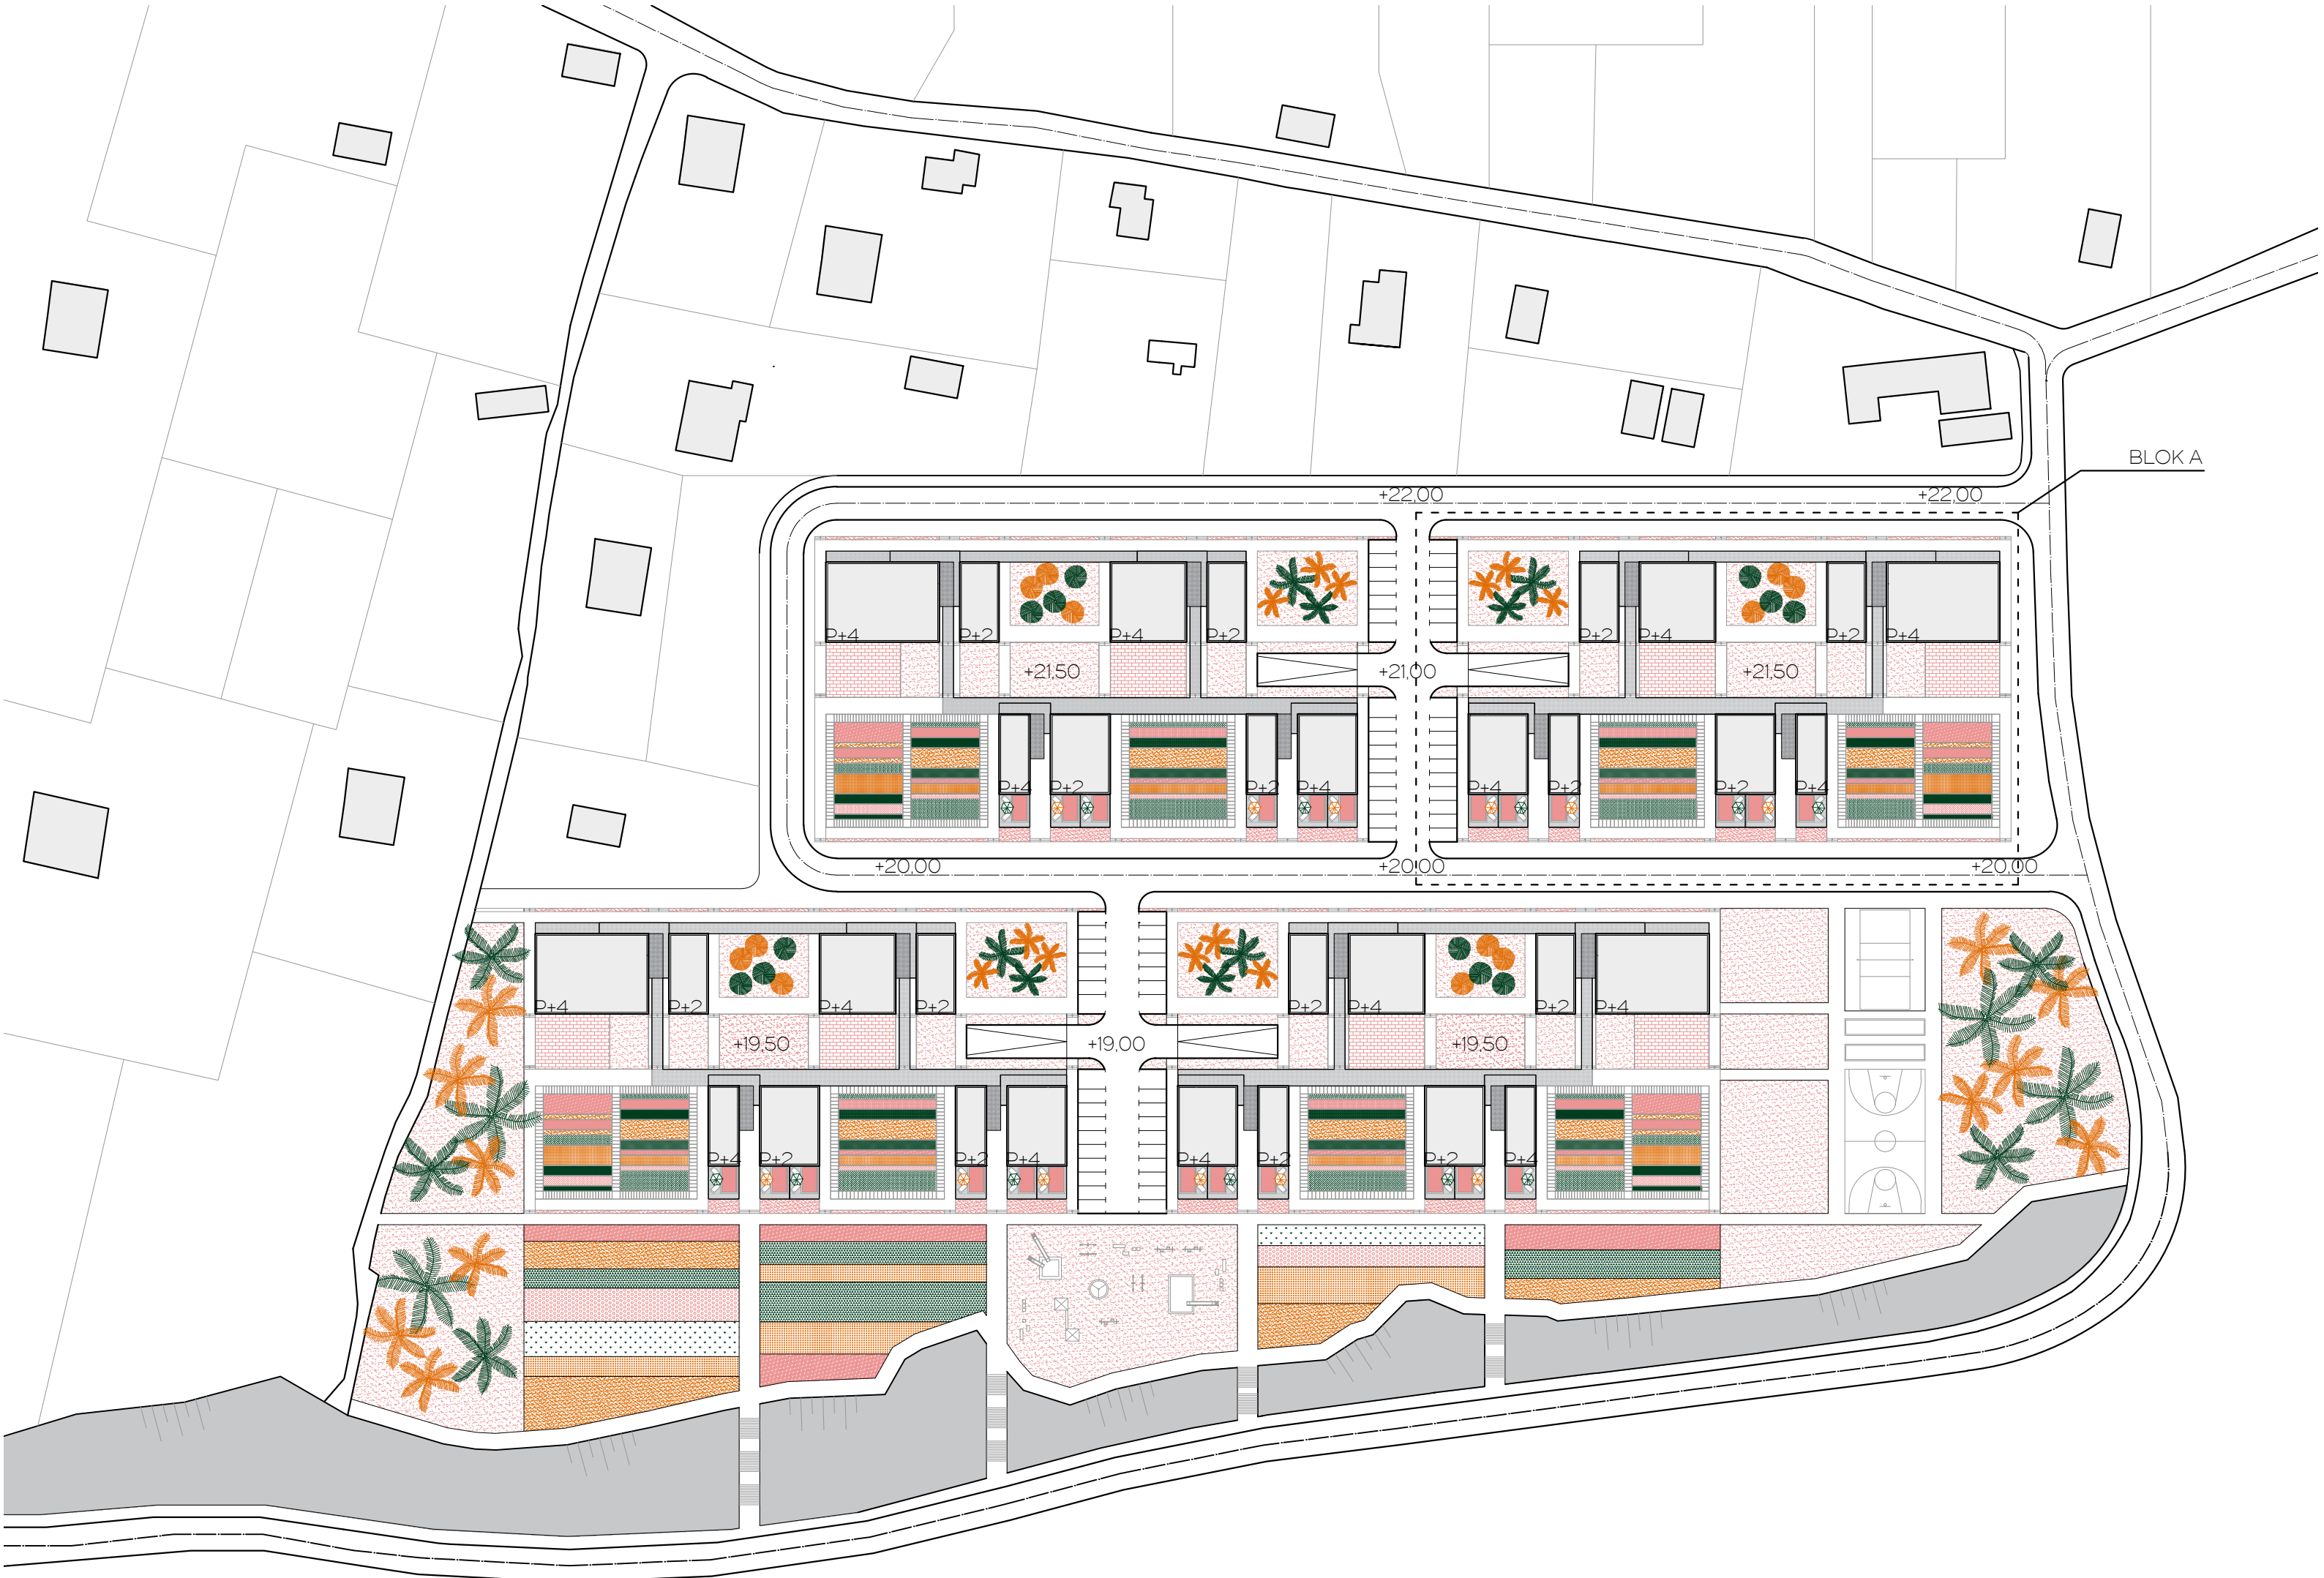 BLOK A
+22,00 +22,00
P+4 P+2 P+4 P+2 P+2 P+4 P+2 P+4
+21,50 +21,00 +21,50
P+4 P+2 P+2 P+4 P+4 P+2 P+2 P+4
+20,00 +20,00 +20,00
P+4 P+2 P+4 P+2 P+2 P+4 P+2 P+4
+19,50 +19,00 +19,50
P+4 P+2 P+2 P+4 P+4 P+2 P+2 P+4